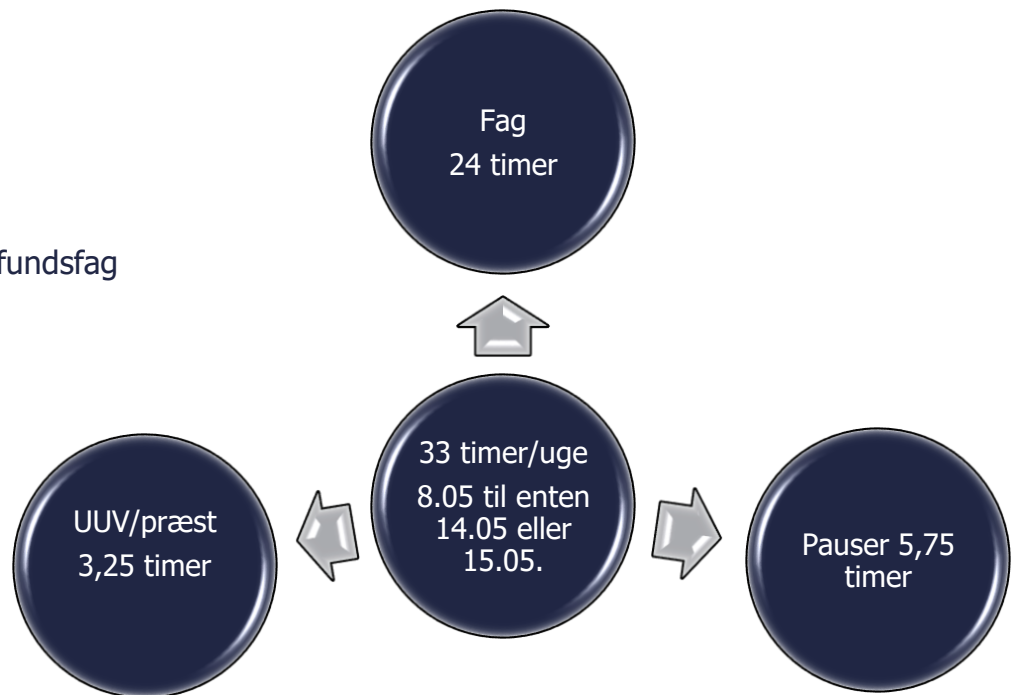 Fag
24 timer
fundsfag
33 timer/uge
8.05 til enten
14.05 eller
15.05.
UUV/præst
3,25 timer
Pauser 5,75
timer